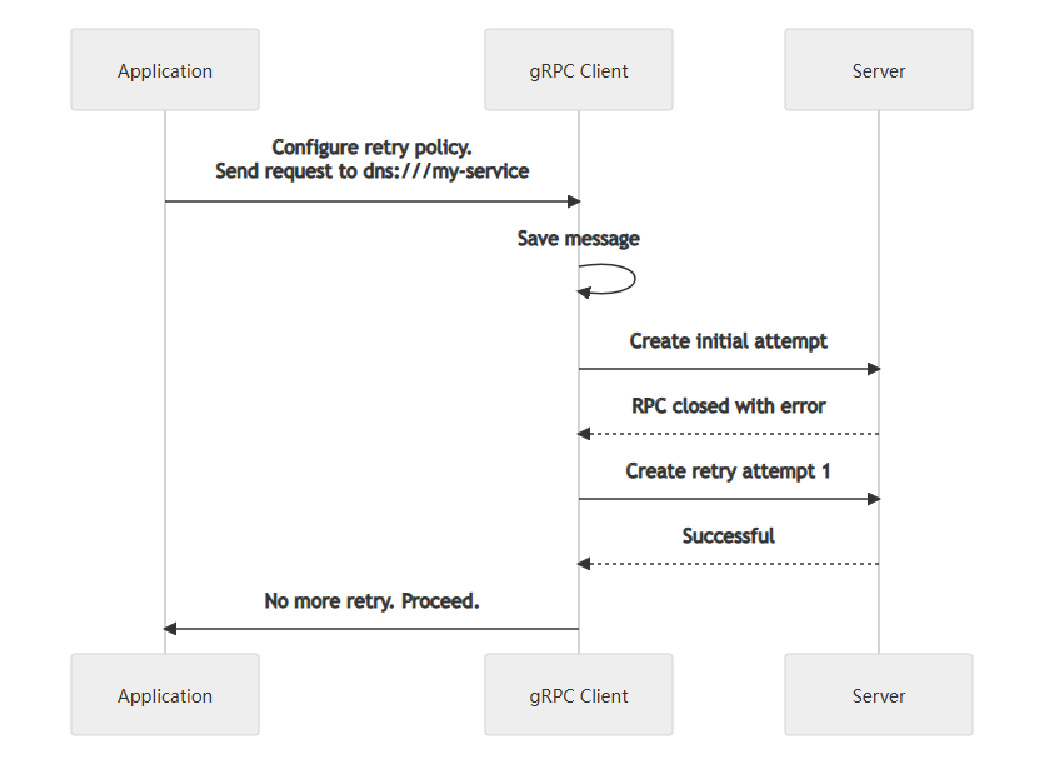 Application
gRPC Client
Server
Configure retry policy.
Send request to dns:///my-service
Save message
Create initial attempt
RPC closed with error
Create retry attempt 1
Successful
No more retry. Proceed.
Application
gRPC Client
Server